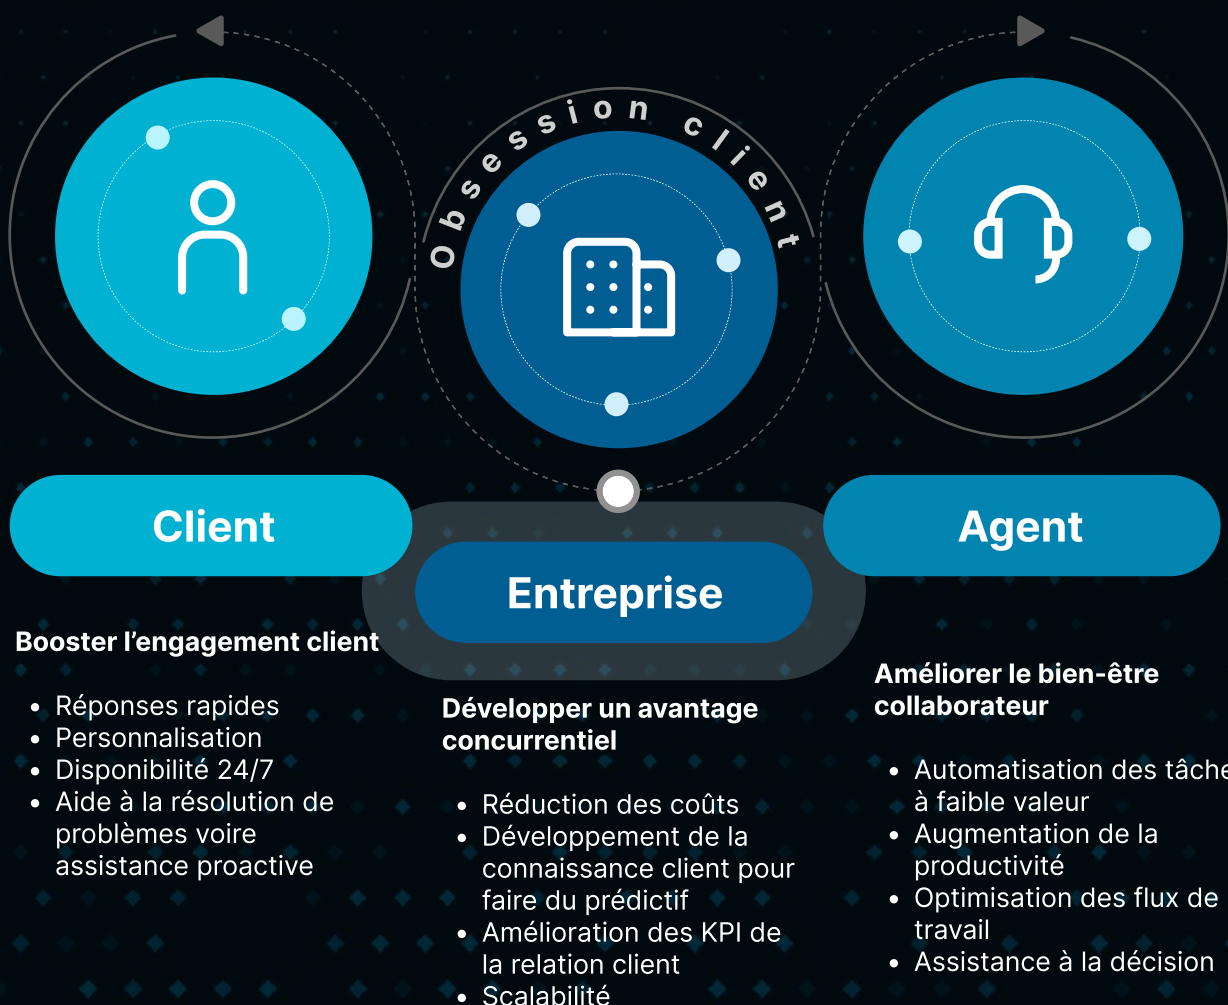 Obsession client
Client
Agent
Entreprise
Booster l’engagement client
• Réponses rapides
• Personnalisation
• Disponibilité 24/7
• Aide à la résolution de
problèmes voire
assistance proactive
Développer un avantage
concurrentiel
• Réduction des coûts
• Développement de la
connaissance client pour
faire du prédictif
• Amélioration des KPI de
la relation client
• Scalabilité
Améliorer le bien-être
collaborateur
• Automatisation des tâche
à faible valeur
• Augmentation de la
productivité
• Optimisation des flux de
travail
• Assistance à la décision